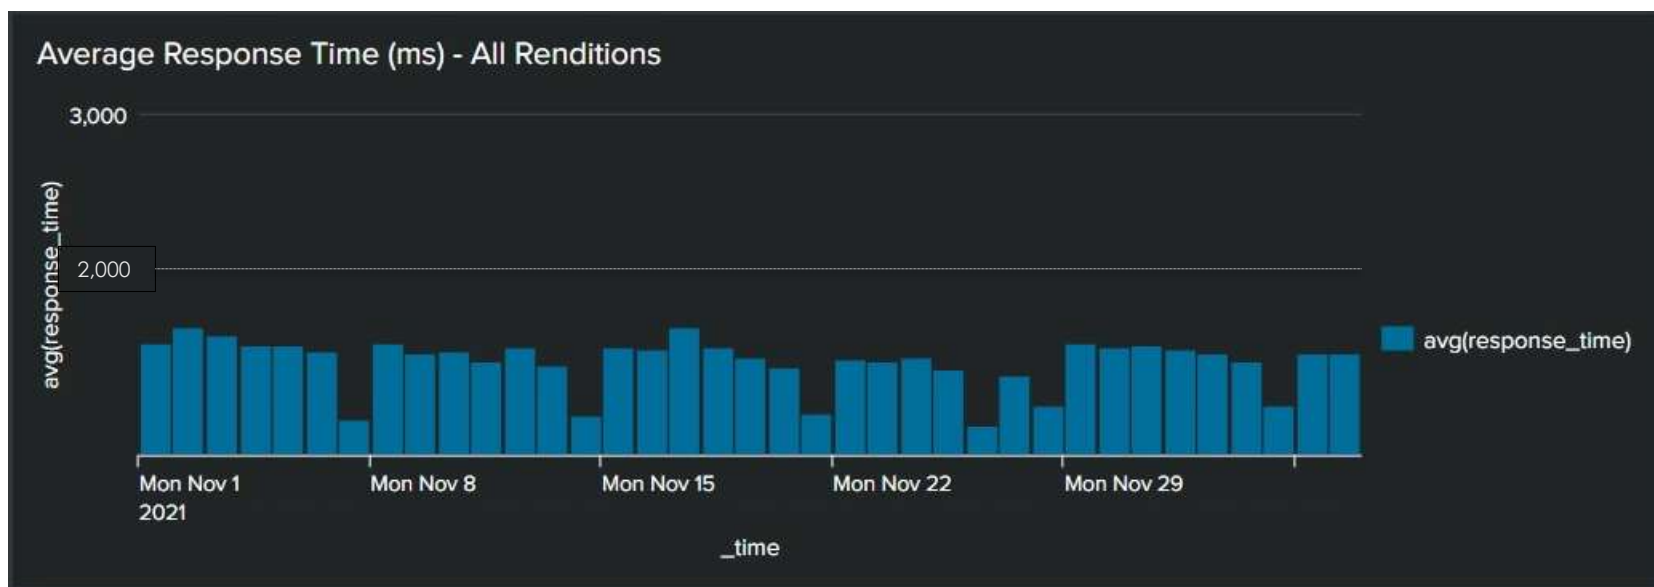 Average Response Time (ms) - All Renditions
3,000
avg(response_time)
2,000
avg(response_time)
Mon Nov 1
2021
Mon Nov 8
Mon Nov 15
Mon Nov 22
Mon Nov 29
_time